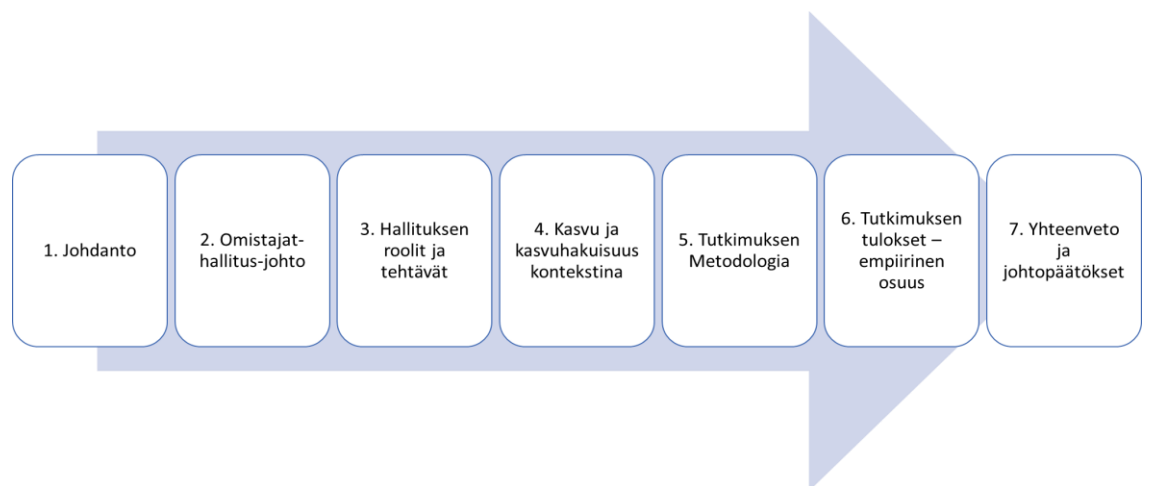 1. Johdanto
2. Omistajat-
hallitus-johto
3. Hallituksen
roolit ja
tehtävät
4. Kasvu ja
kasvuhakuisuus
kontekstina
5. Tutkimuksen
Metodologia
6. Tutkimuksen
tulokset –
empiirinen
osuus
7. Yhteenveto
ja
johtopäätökset